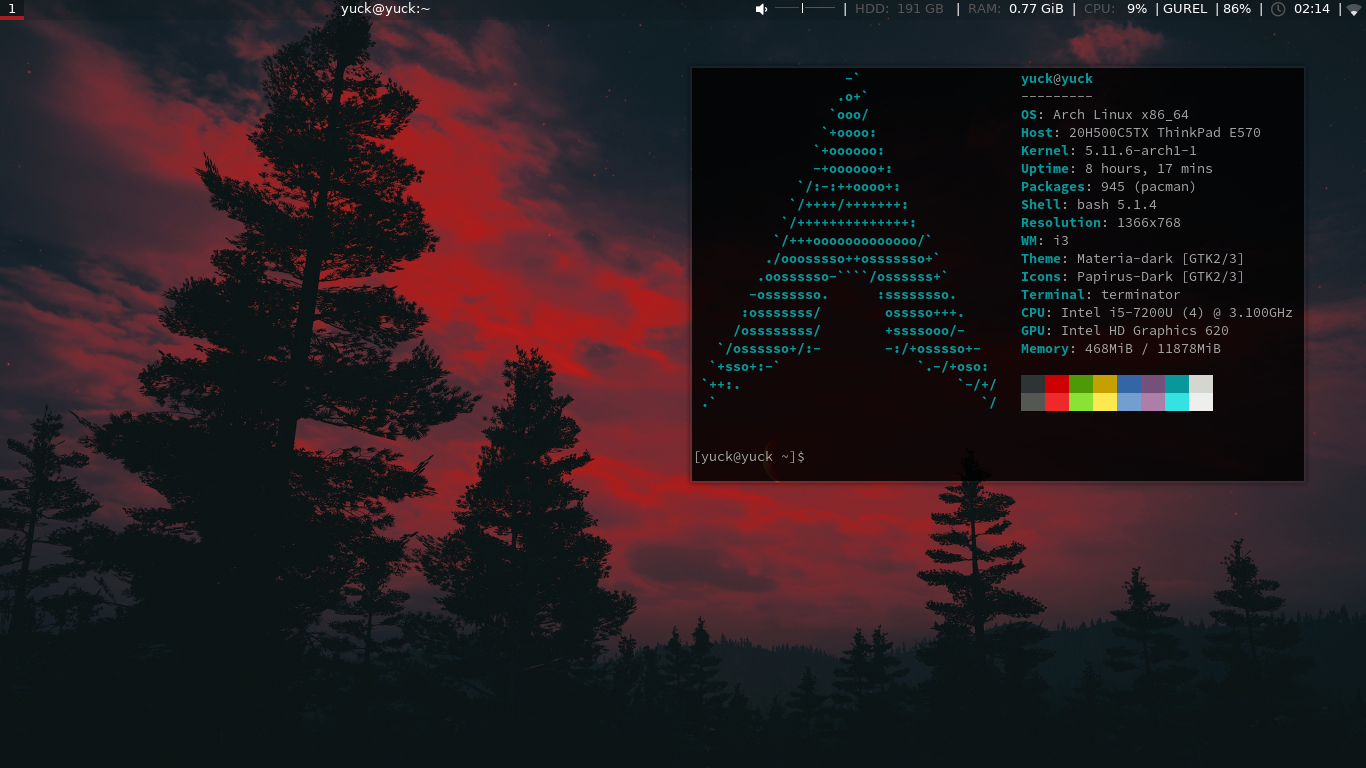 1 yuck@yuck:~ | HDD: 191 GB | RAM: 0.77 GiB | CPU: 9% |GUREL |86% | 02:14 |
-`
.o+`
`ooo/
`+oooo:
`+oooooo:
-+oooooo+:
`/:-:++oooo+:
`/++++/+++++++:
`/++++++++++++++:
`/+++ooooooooooooo/`
./ooosssso++osssssso+`
.oossssso-````/ossssss+`
-osssssso. :ssssssso.
:osssssss/ osssso+++.
/ossssssss/ +ssssooo/-
`/ossssso+/:- -:/+osssso+-
`+sso+:-` `.-/+oso:
`++:. `-/+/
.` `/
yuck@yuck
---------
OS: Arch Linux x86_64
Host: 20H500C5TX ThinkPad E570
Kernel: 5.11.6-arch1-1
Uptime: 8 hours, 17 mins
Packages: 945 (pacman)
Shell: bash 5.1.4
Resolution: 1366x768
WM: i3
Theme: Materia-dark [GTK2/3]
Icons: Papirus-Dark [GTK2/3]
Terminal: terminator
CPU: Intel i5-7200U (4) @ 3.100GHz
GPU: Intel HD Graphics 620
Memory: 468MiB / 11878MiB
[yuck@yuck ~]$